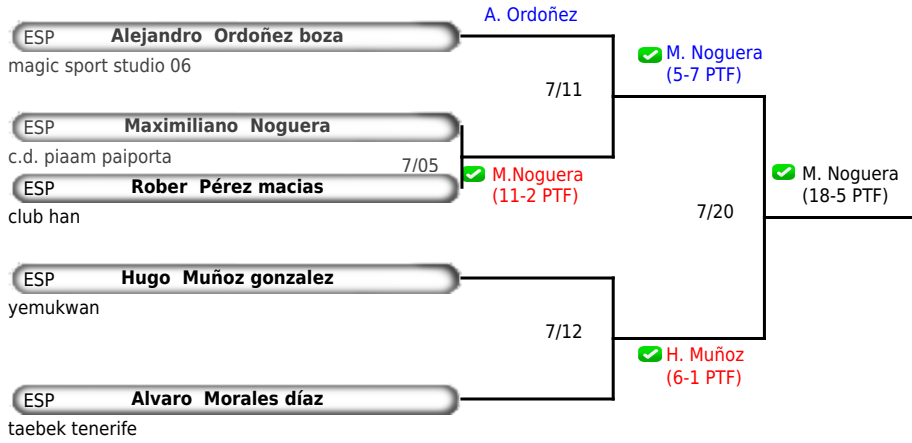 A. Ordoñez
ESP Alejandro Ordoñez boza
magic sport studio 06
M. Noguera
(5-7 PTF)
7/11
ESP Maximiliano Noguera
c.d. piaam paiporta
7/05
M.Noguera
(11-2 PTF)
ESP Rober Pérez macias
club han
M. Noguera
(18-5 PTF)
7/20
ESP Hugo Muñoz gonzalez
yemukwan
7/12
H. Muñoz
(6-1 PTF)
ESP Alvaro Morales díaz
taebek tenerife